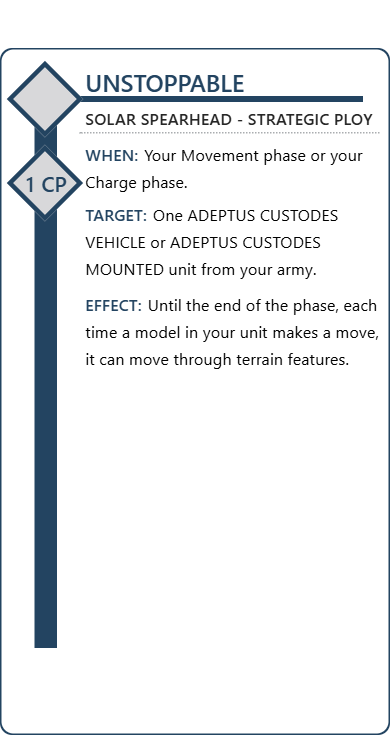 UNSTOPPABLE
SOLAR SPEARHEAD - STRATEGIC PLOY
1 CP
WHEN: Your Movement phase or your
Charge phase.
TARGET: One ADEPTUS CUSTODES
VEHICLE or ADEPTUS CUSTODES
MOUNTED unit from your army.
EFFECT: Until the end of the phase, each
time a model in your unit makes a move,
it can move through terrain features.